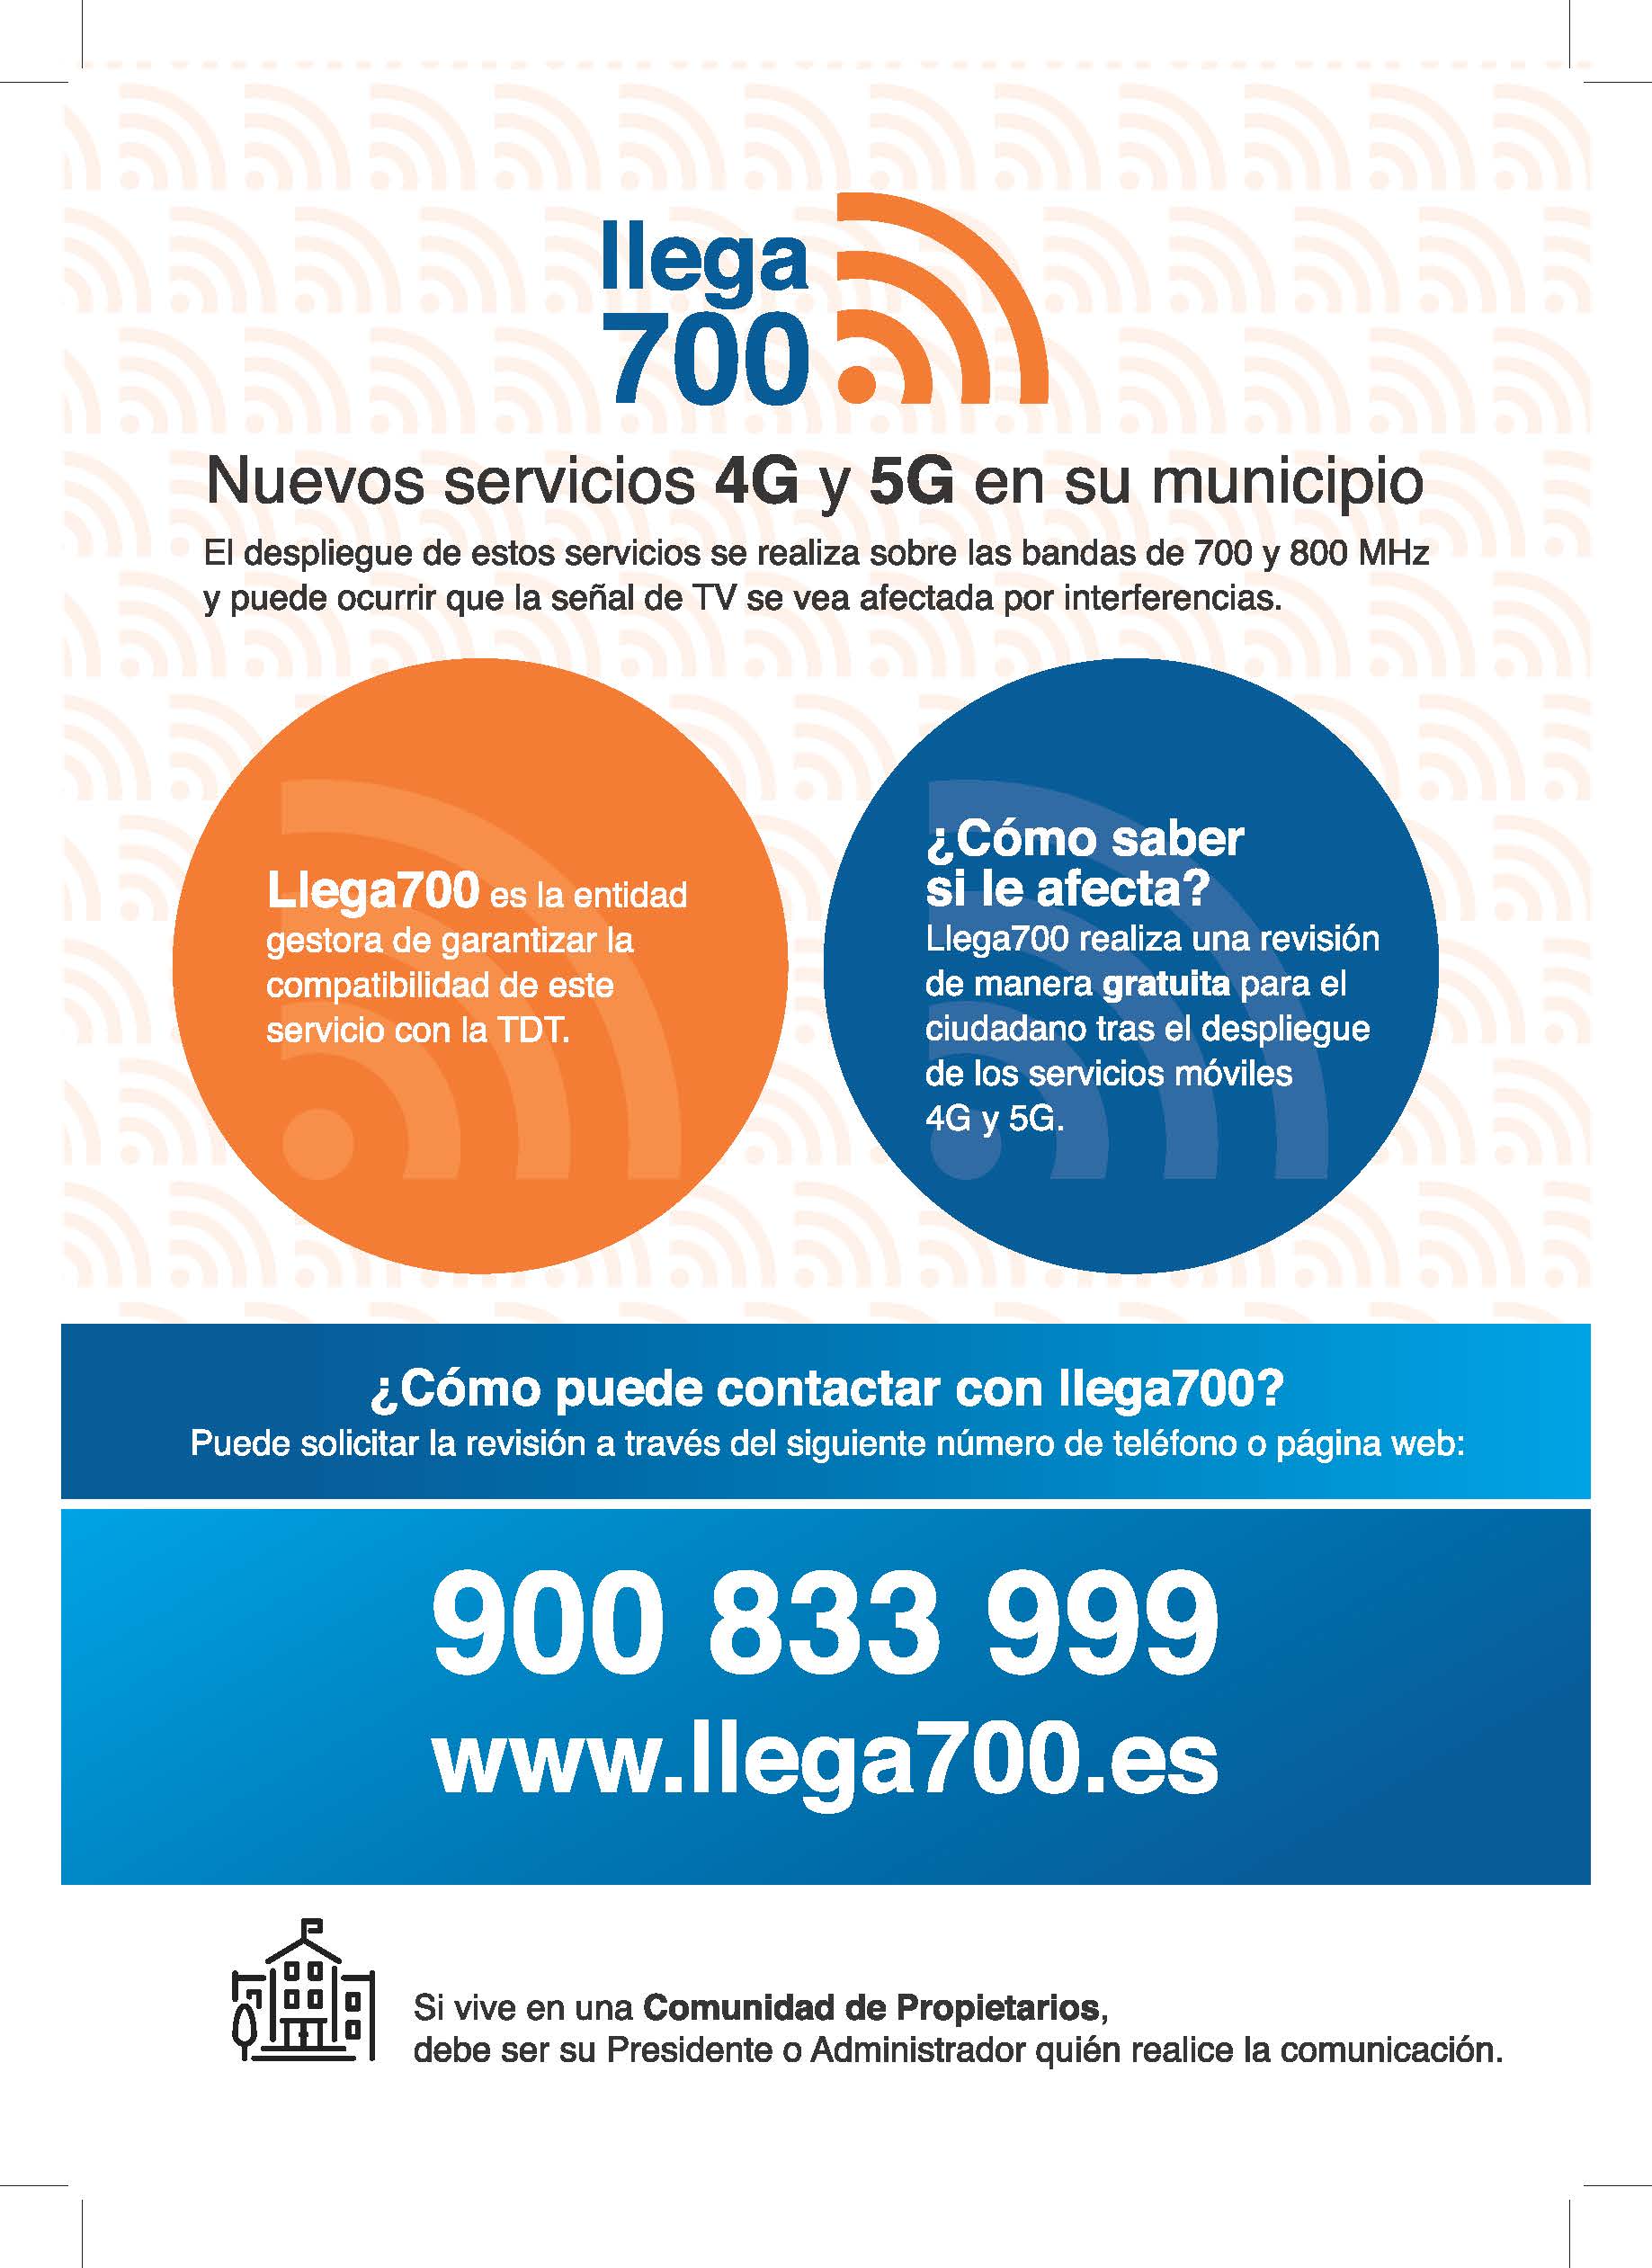 llega
700
Nuevos servicios 4G y 5G en su municipio
El despliegue de estos servicios se realiza sobre las bandas de 700 y 800 MHz
y puede ocurrir que la señal de TV se vea afectada por interferencias.
Llega700 es la entidad
gestora de garantizar la
compatibilidad de este
servicio con la TDT.
¿Cómo saber
si le afecta?
Llega700 realiza una revisión
de manera gratuita para el
ciudadano tras el despliegue
de los servicios móviles
4G y 5G.
¿Cómo puede contactar con llega700?
Puede solicitar la revisión a través del siguiente número de teléfono o página web:
900 833 999
www.llega700.es
Si vive en una Comunidad de Propietarios,
debe ser su Presidente o Administrador quién realice la comunicación.